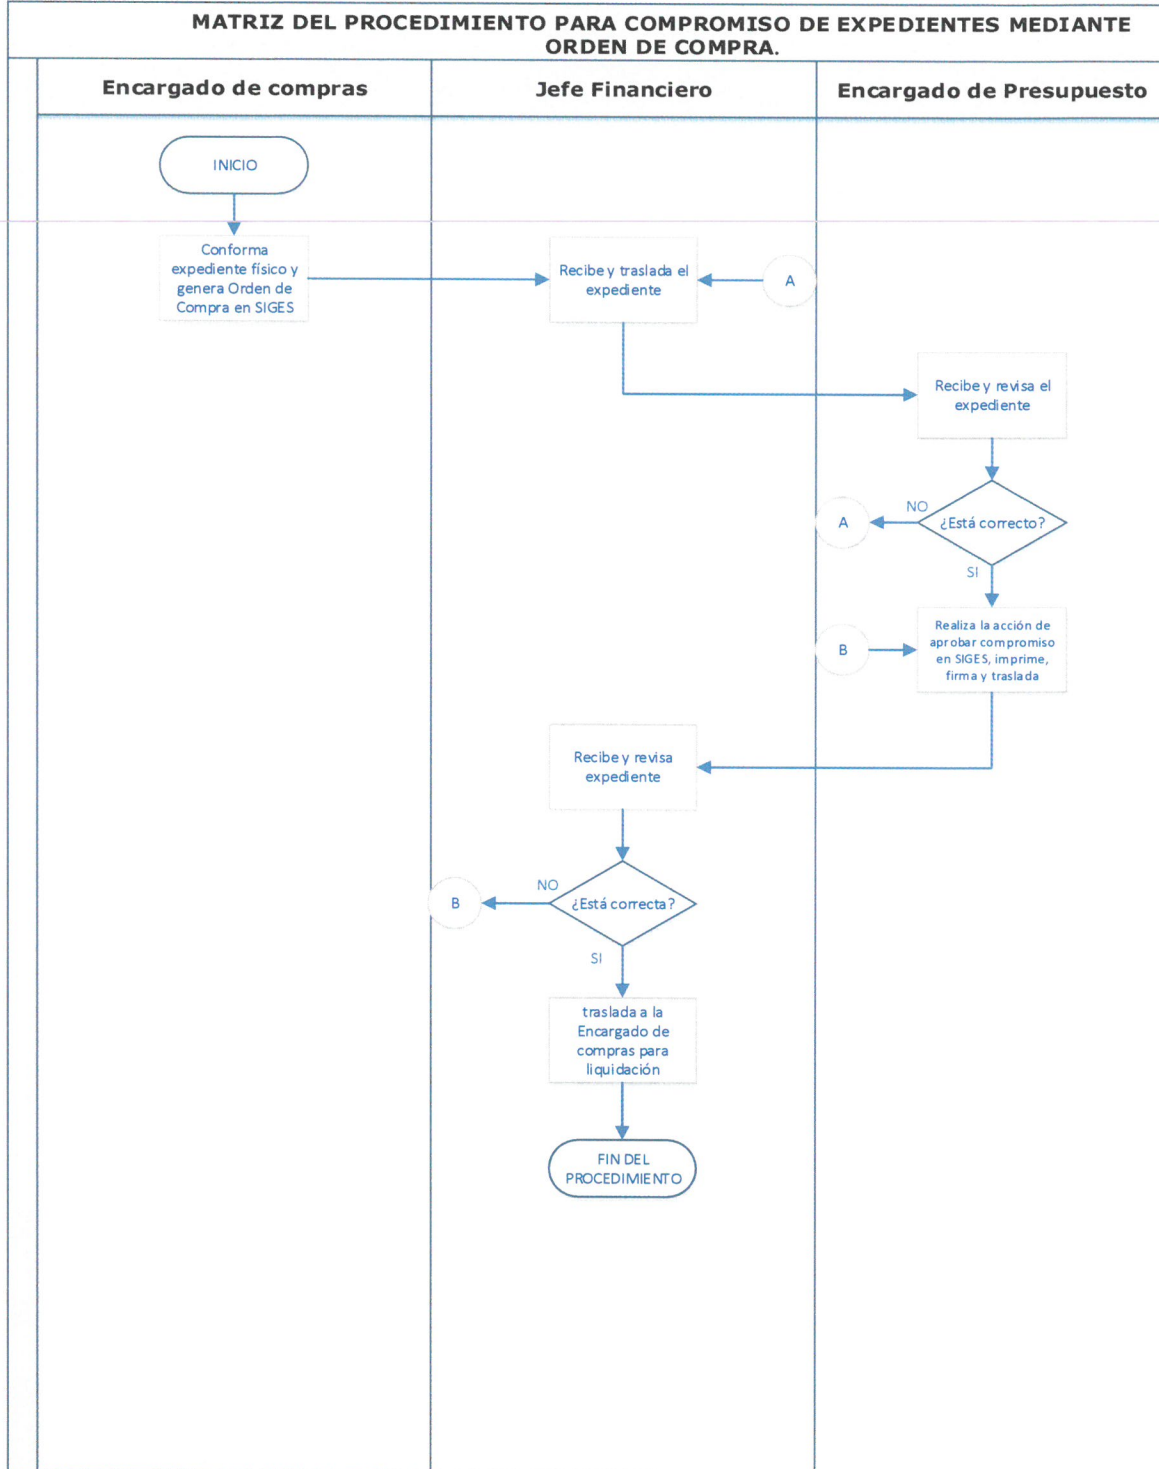 MATRIZ DEL PROCEDIMIENTO PARA COMPROMISO DE EXPEDIENTES MEDIANTE
ORDEN DE COMPRA.
Encargado de compras
Jefe Financiero
Encargado de Presupuesto
INICIO
Conforma
expediente físico y
genera Orden de
Compra en SIGES
Recibe y traslada el
expediente
A
Recibe y revisa el
expediente
¿Está correcto?
NO
A
SI
B
Realiza la acción de
aprobar compromiso
en SIGES, imprime,
firma y traslada
Recibe y revisa
expediente
¿Está correcta?
NO
B
SI
traslada a la
Encargado de
compras para
liquidación
FIN DEL
PROCEDIMIENTO